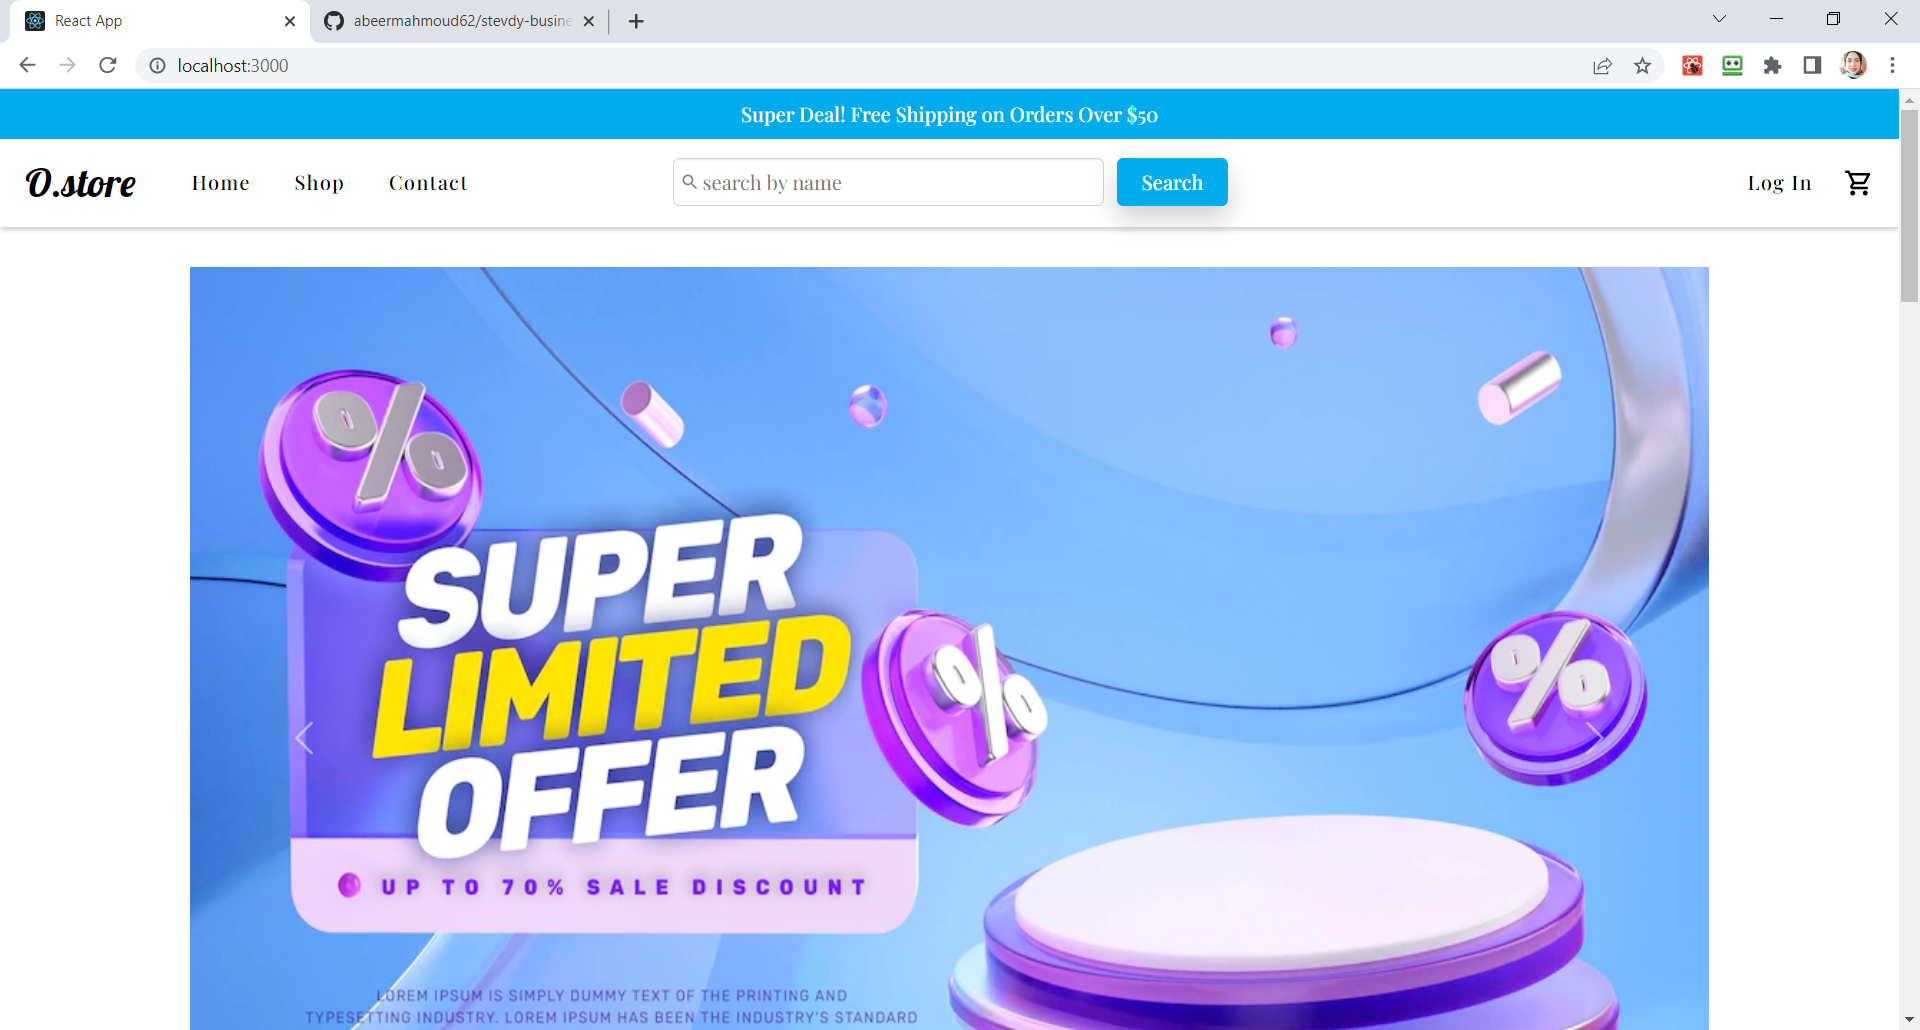 React App
abeermahmoud62/stevdy-busin
localhost:3000
Super Deal! Free Shipping on Orders Over $50
O.store Home Shop Contact search by name Search Log In
%
SUPER
LIMITED
OFFER
% %
UP TO 70% SALE DISCOUNT
LOREM IPSUM IS SIMPLY DUMMY TEXT OF THE PRINTING AND
TYPESETTING INDUSTRY. LOREM IPSUM HAS BEEN THE INDUSTRY'S STANDARD